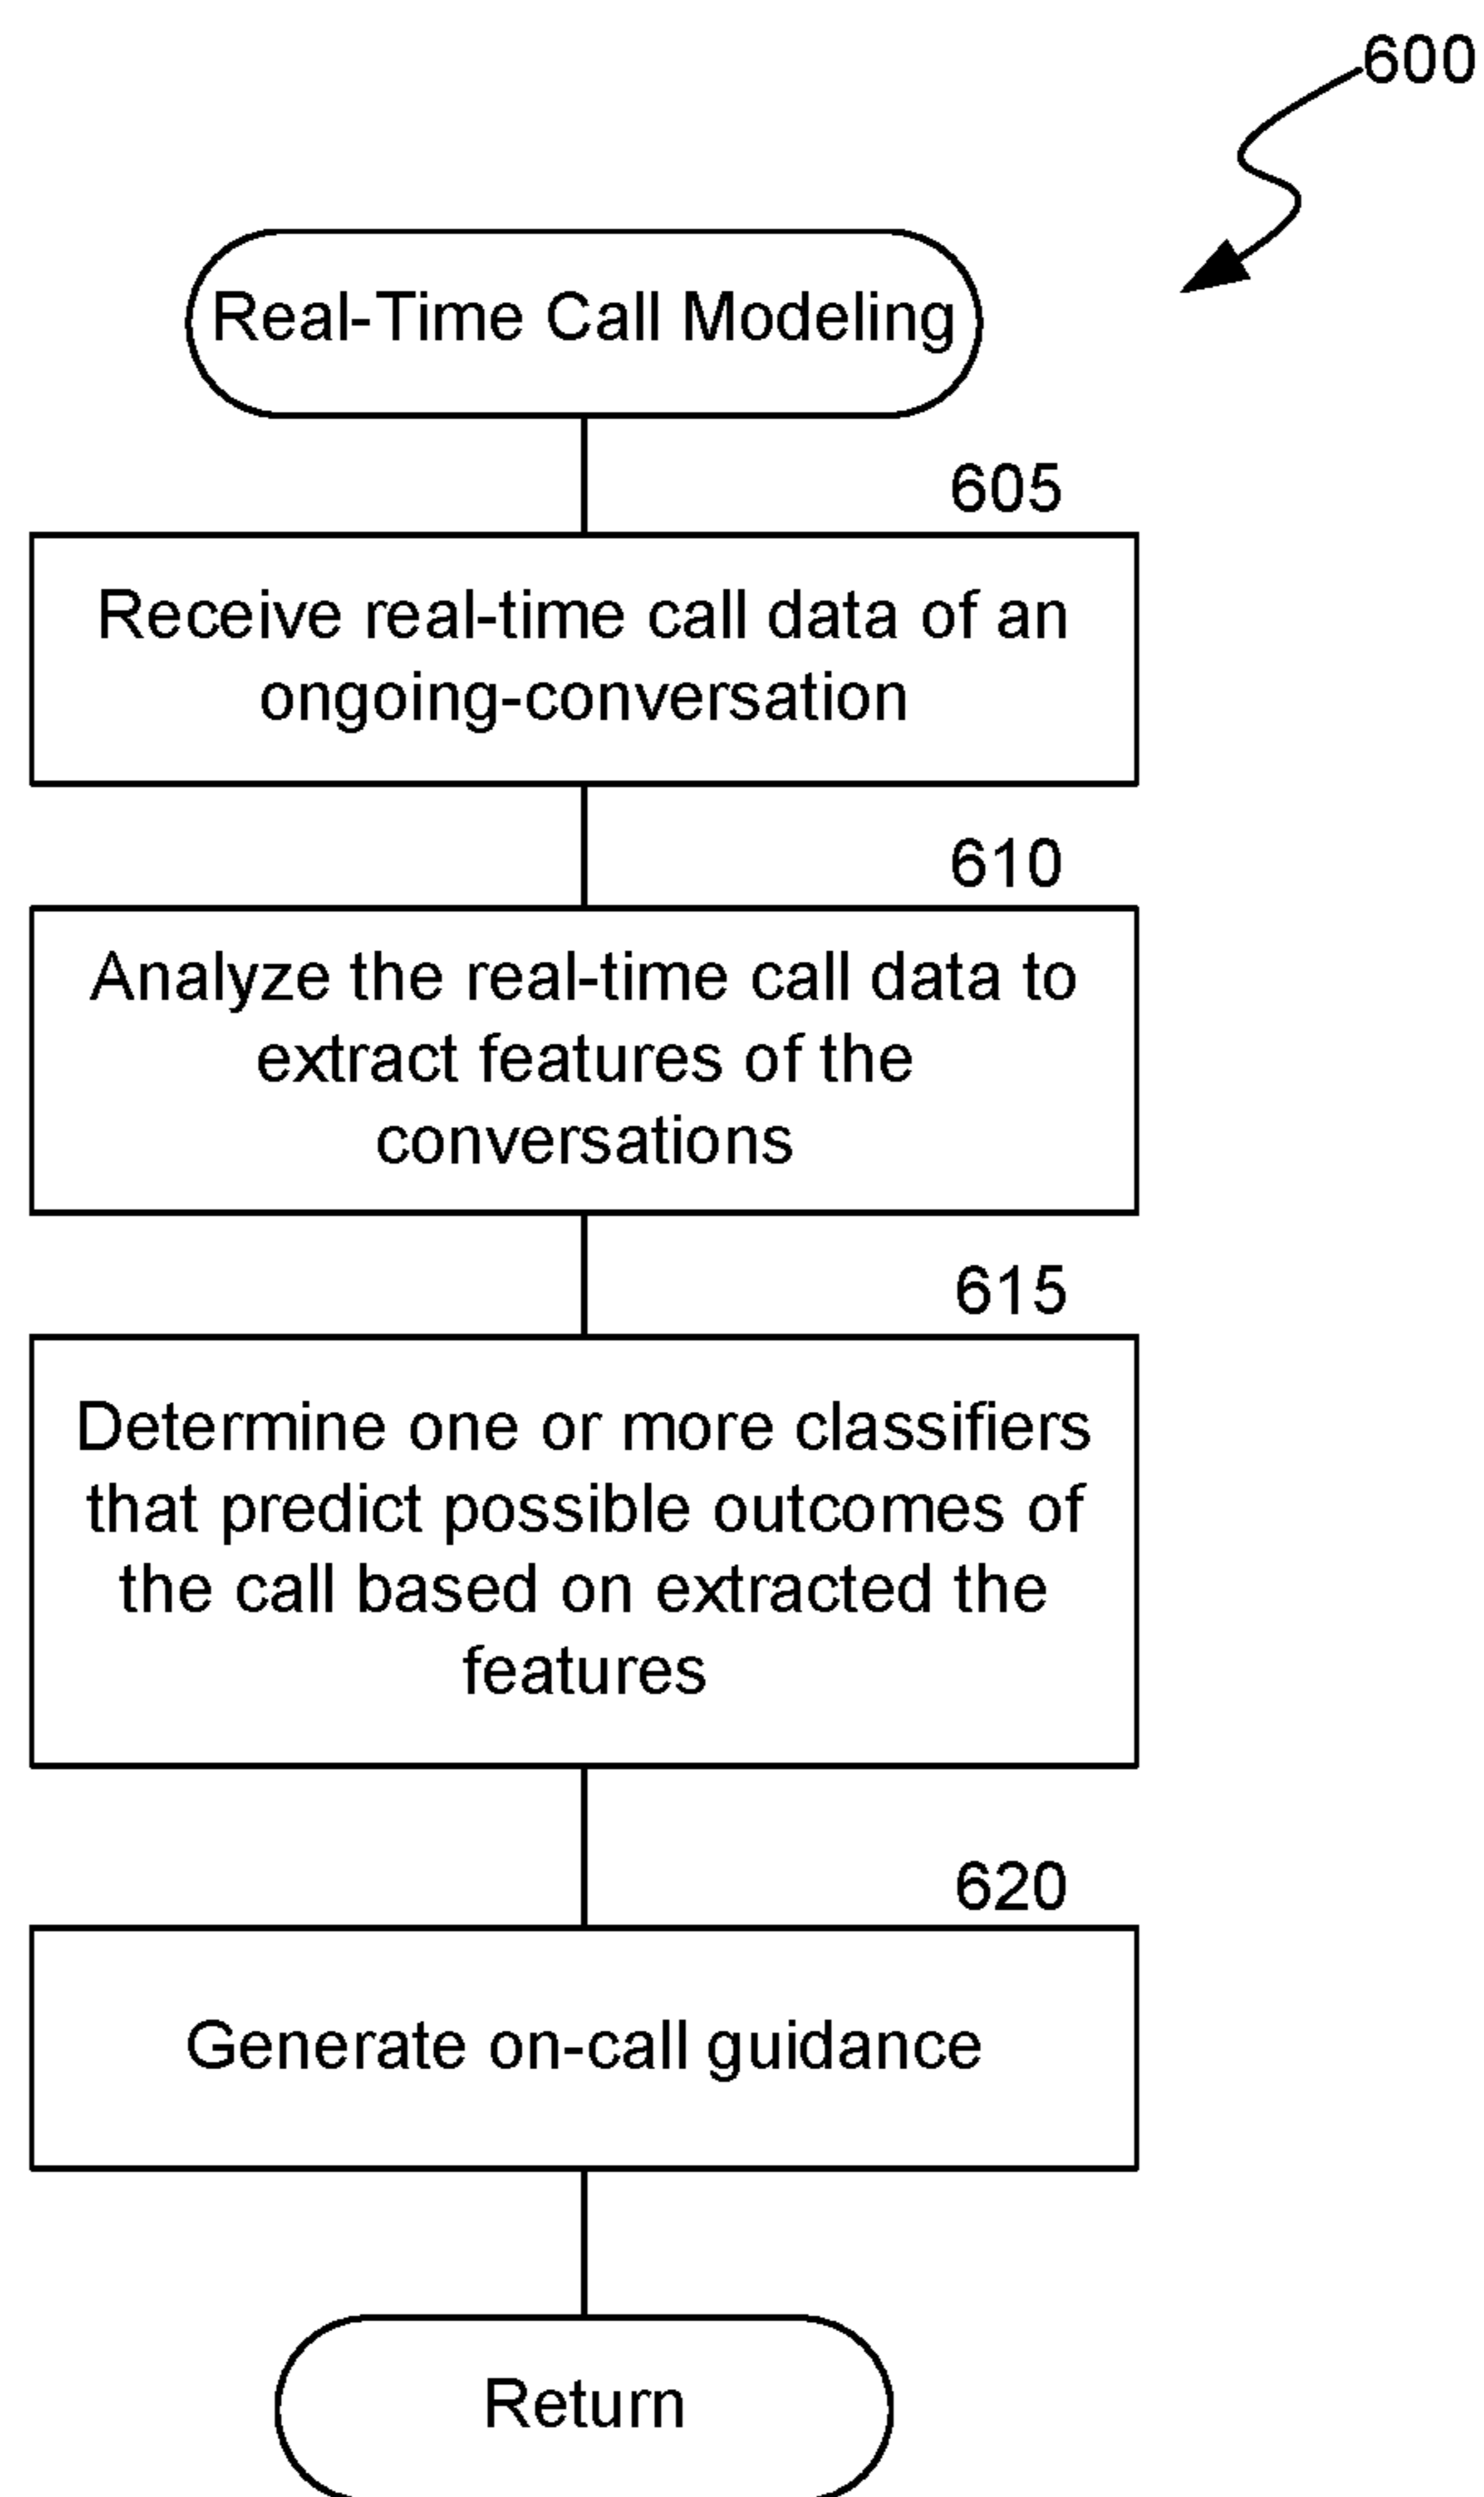 600
Real-Time Call Modeling
605
Receive real-time call data of an
ongoing-conversation
610
Analyze the real-time call data to
extract features of the
conversations
615
Determine one or more classifiers
that predict possible outcomes of
the call based on extracted the
features
620
Generate on-call guidance
Return